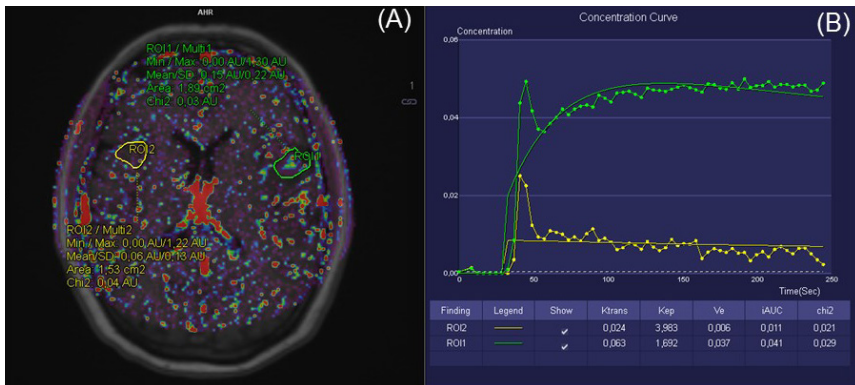 AHR
(A)
ROI1 / Multi1
Min / Max 0,00 AU/1,30 AU
Mean/SD 0,15 AU/0,22 AU
Area 1,89 cm2
Chi2 0,03 AU
1
ROI2
ROI1
ROI2 / Multi2
Min / Max 0,00 AU/1,22 AU
Mean/SD 0,06 AU/0,13 AU
Area 1,53 cm2
Chi2 0,04 AU
Concentration Curve
(B)
Concentration
0,06
0,04
0,02
0,00
0 50 100 150 200 250
Time(Sec)
Finding Legend Show Ktrans Kep Ve iAUC chi2
ROI2 0,024 3,983 0,006 0,011 0,021
ROI1 0,063 1,692 0,037 0,041 0,029